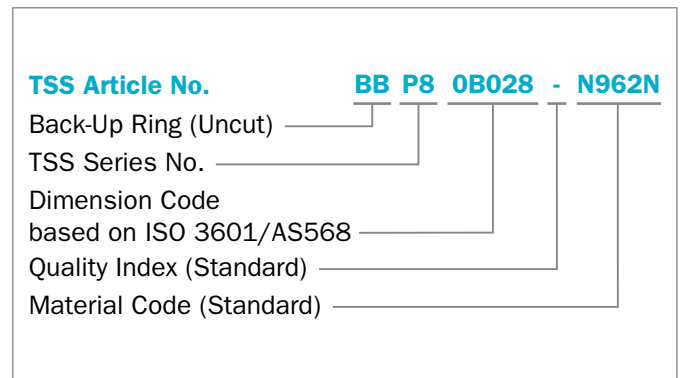 TSS Article No. BB P8 0B028 - N962N
Back-Up Ring (Uncut)
TSS Series No.
Dimension Code
based on ISO 3601/AS568
Quality Index (Standard)
Material Code (Standard)